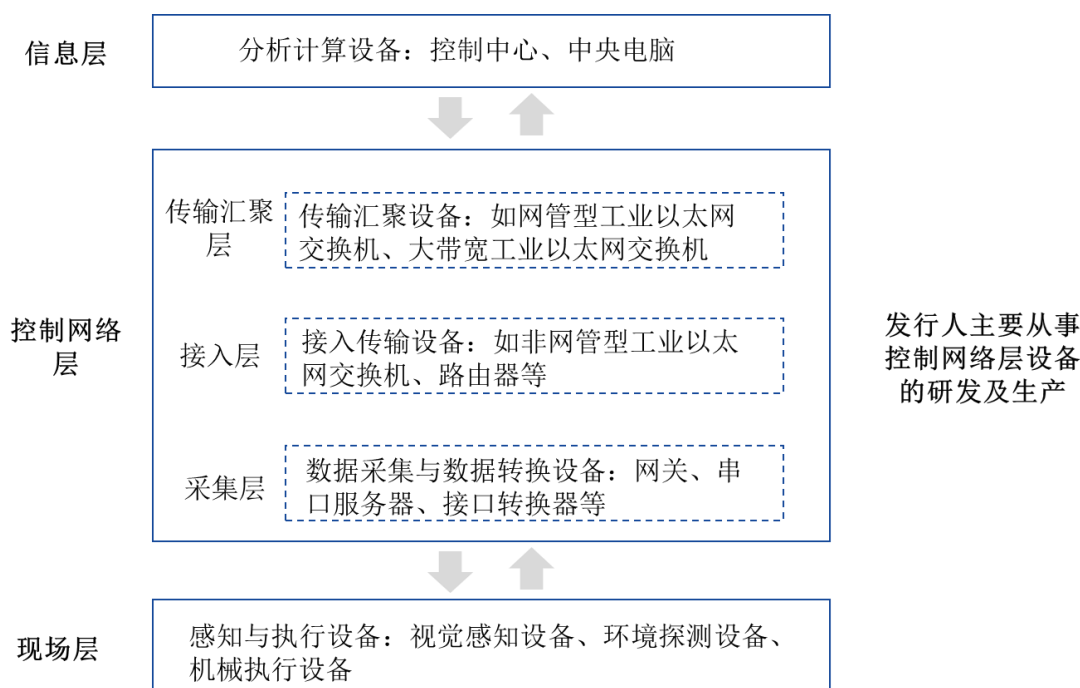 信息层
分析计算设备：控制中心、中央电脑
控制网络
层
传输汇聚
层
传输汇聚设备：如网管型工业以太网
交换机、大带宽工业以太网交换机
接入层
接入传输设备：如非网管型工业以太
网交换机、路由器等
采集层
数据采集与数据转换设备：网关、串
口服务器、接口转换器等
发行人主要从事
控制网络层设备
的研发及生产
现场层
感知与执行设备：视觉感知设备、环境探测设备、
机械执行设备